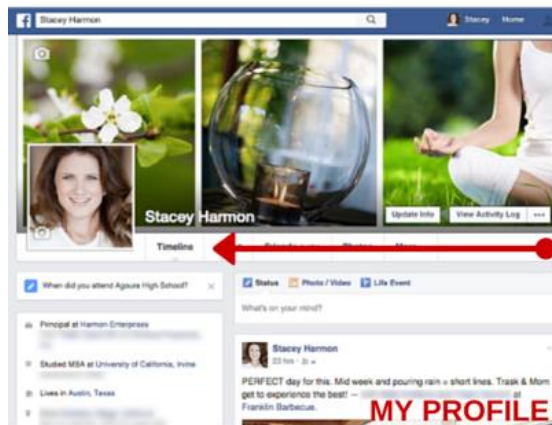 f Stacey Harmon Stacey Home
Stacey Harmon
Update Info View Activity Log •••
Timeline More
When did you attend Agoura High School? ×
Status Photo / Video Life Event
What's on your mind?
Principal at Harmon Enterprises
Studied MBA at University of California, Irvine
Lives in Austin, Texas
Stacey Harmon
23 hrs
PERFECT day for this. Mid week and pouring rain = short lines. Trask & Mom
get to experience the best! —
Franklin Barbecue.
MY PROFILE